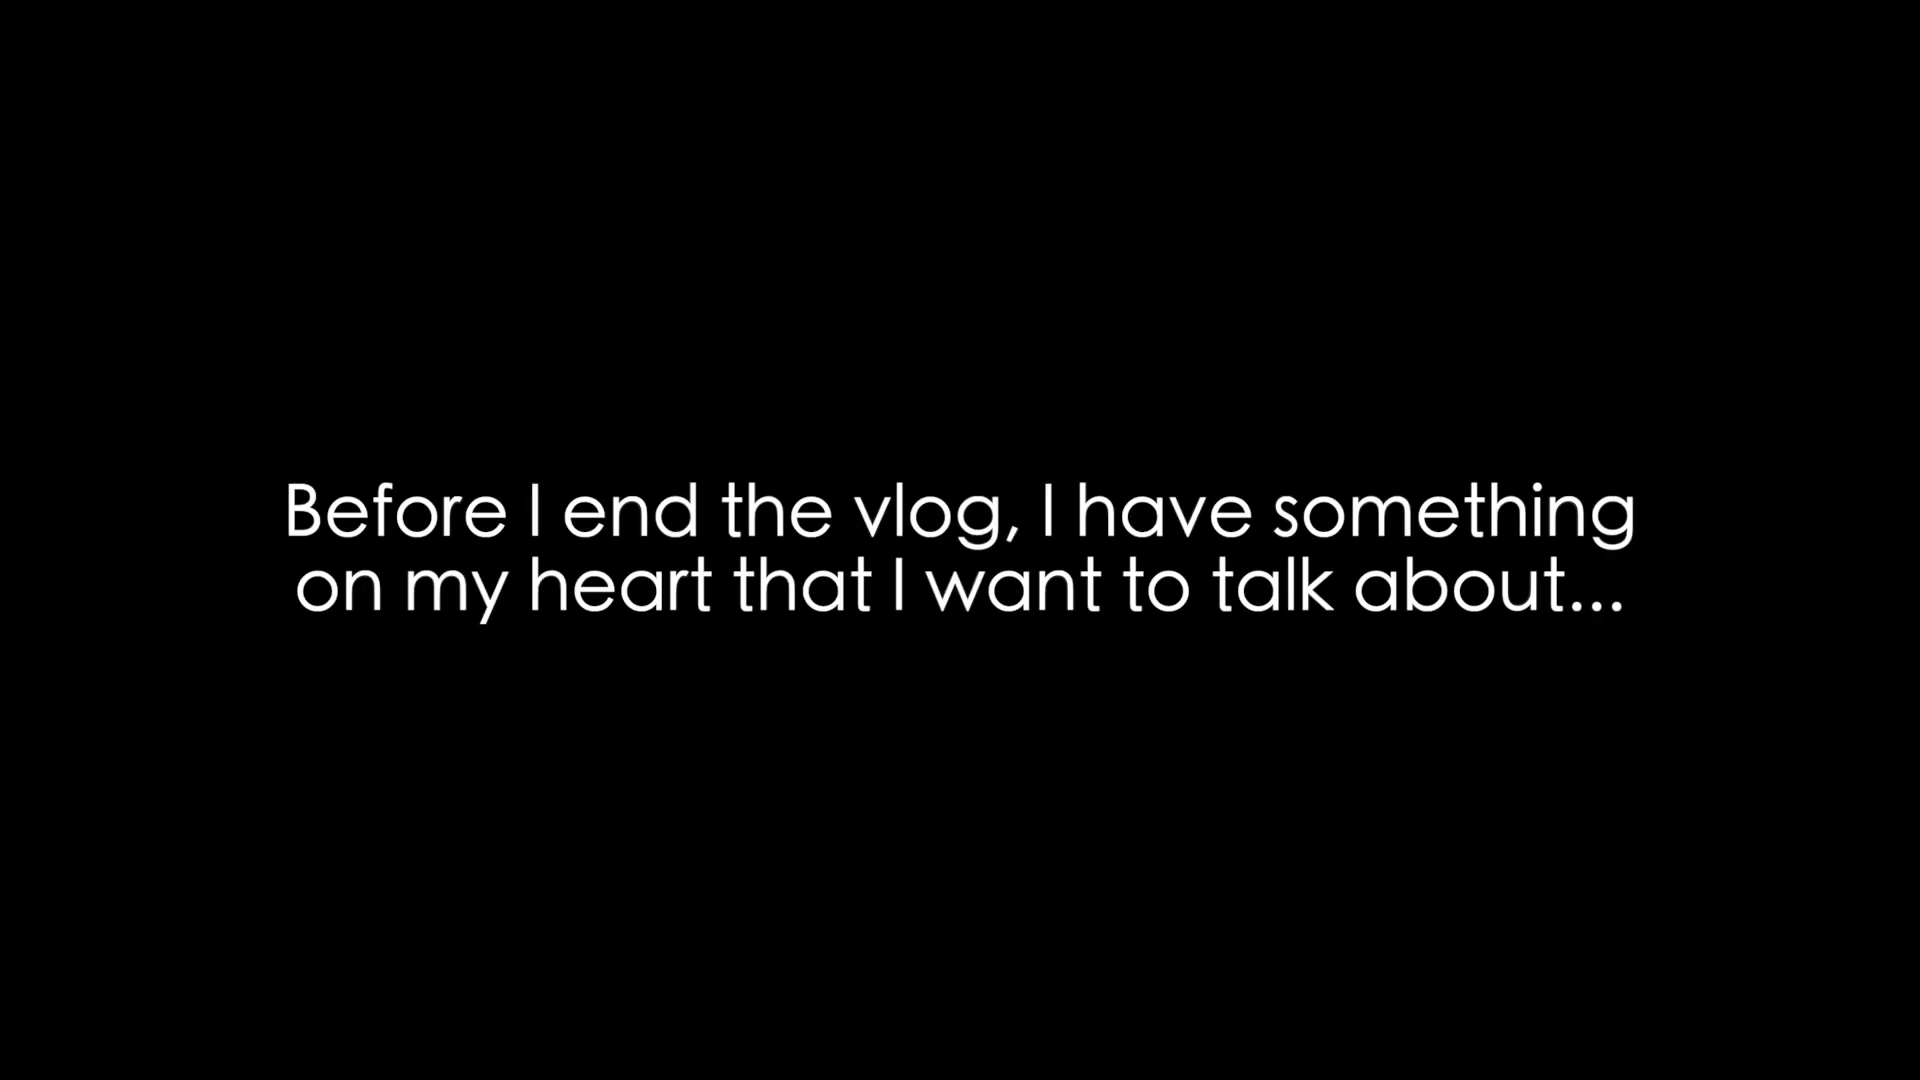 Before I end the vlog, I have something
on my heart that I want to talk about...